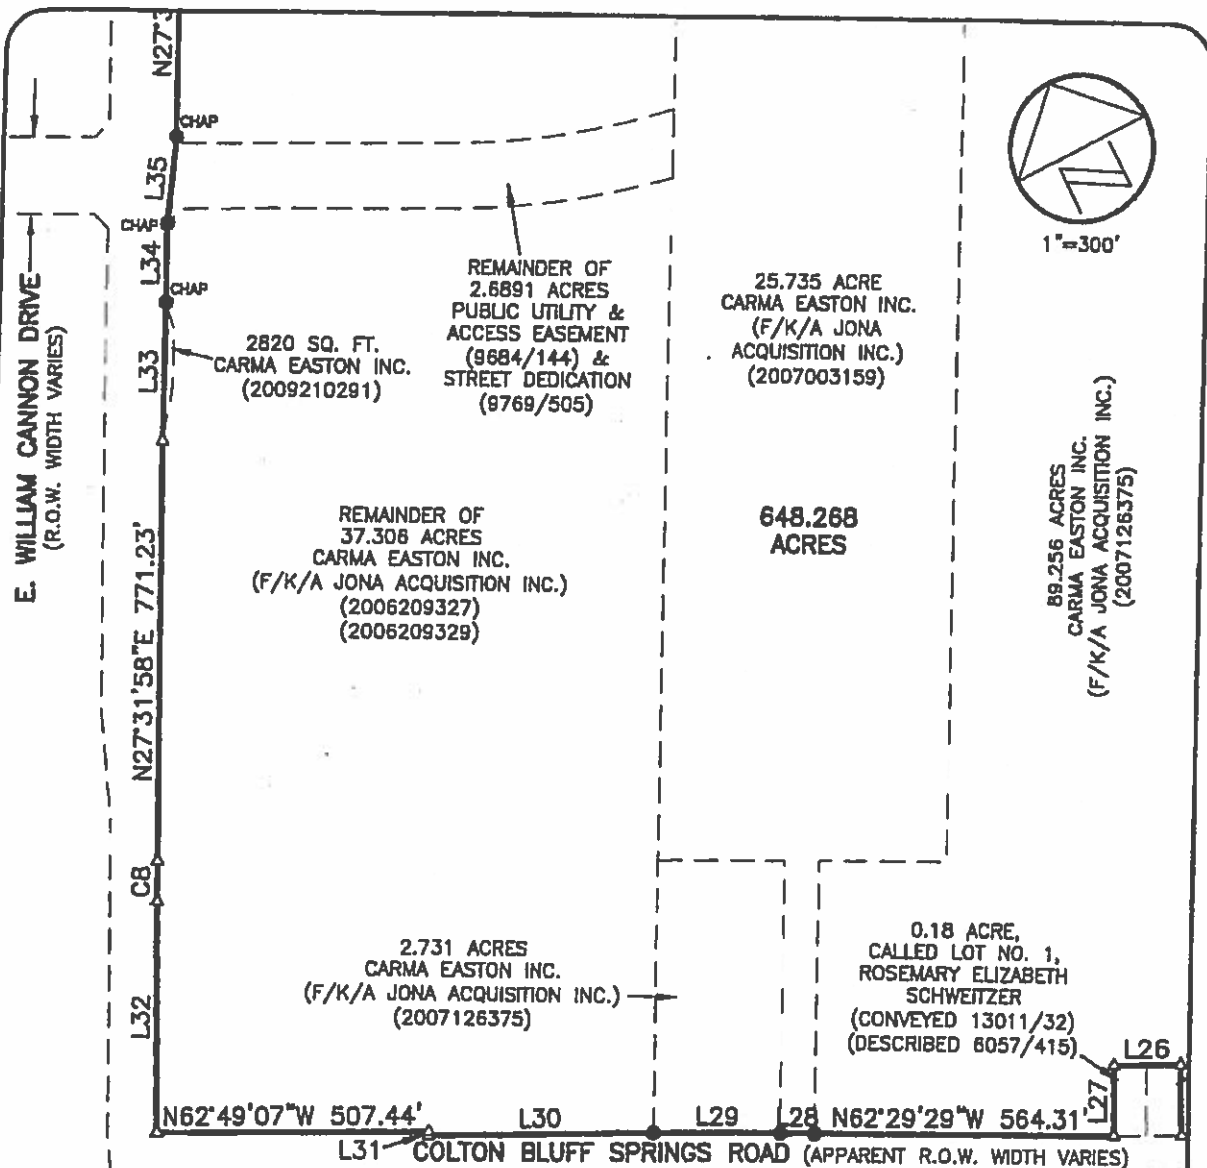 N27°3
CHAP
L35
CHAP
L34
CHAP
L33
E. WILLIAM CANNON DRIVE
(R.O.W. WIDTH VARIES)
1"=300'
REMAINDER OF
2.6891 ACRES
PUBLIC UTILITY &
ACCESS EASEMENT
(9684/144) &
STREET DEDICATION
(9769/505)
2820 SQ. FT.
CARMA EASTON INC.
(2009210291)
25.735 ACRE
CARMA EASTON INC.
(F/K/A JONA
ACQUISITION INC.)
(2007003159)
89.256 ACRES
CARMA EASTON INC.
(F/K/A JONA ACQUISITION INC.)
(2007126375)
REMAINDER OF
37.308 ACRES
CARMA EASTON INC.
(F/K/A JONA ACQUISITION INC.)
(2006209327)
(2006209329)
648.268
ACRES
N27°31'58"E 771.23'
C8
L32
2.731 ACRES
CARMA EASTON INC.
(F/K/A JONA ACQUISITION INC.)
(2007126375)
0.18 ACRE,
CALLED LOT NO. 1,
ROSEMARY ELIZABETH
SCHWEITZER
(CONVEYED 13011/32)
(DESCRIBED 6057/415)
L26
L27
N62°49'07"W 507.44'
L30
L29
L28
N62°29'29"W 564.31'
L31
COLTON BLUFF SPRINGS ROAD (APPARENT R.O.W. WIDTH VARIES)